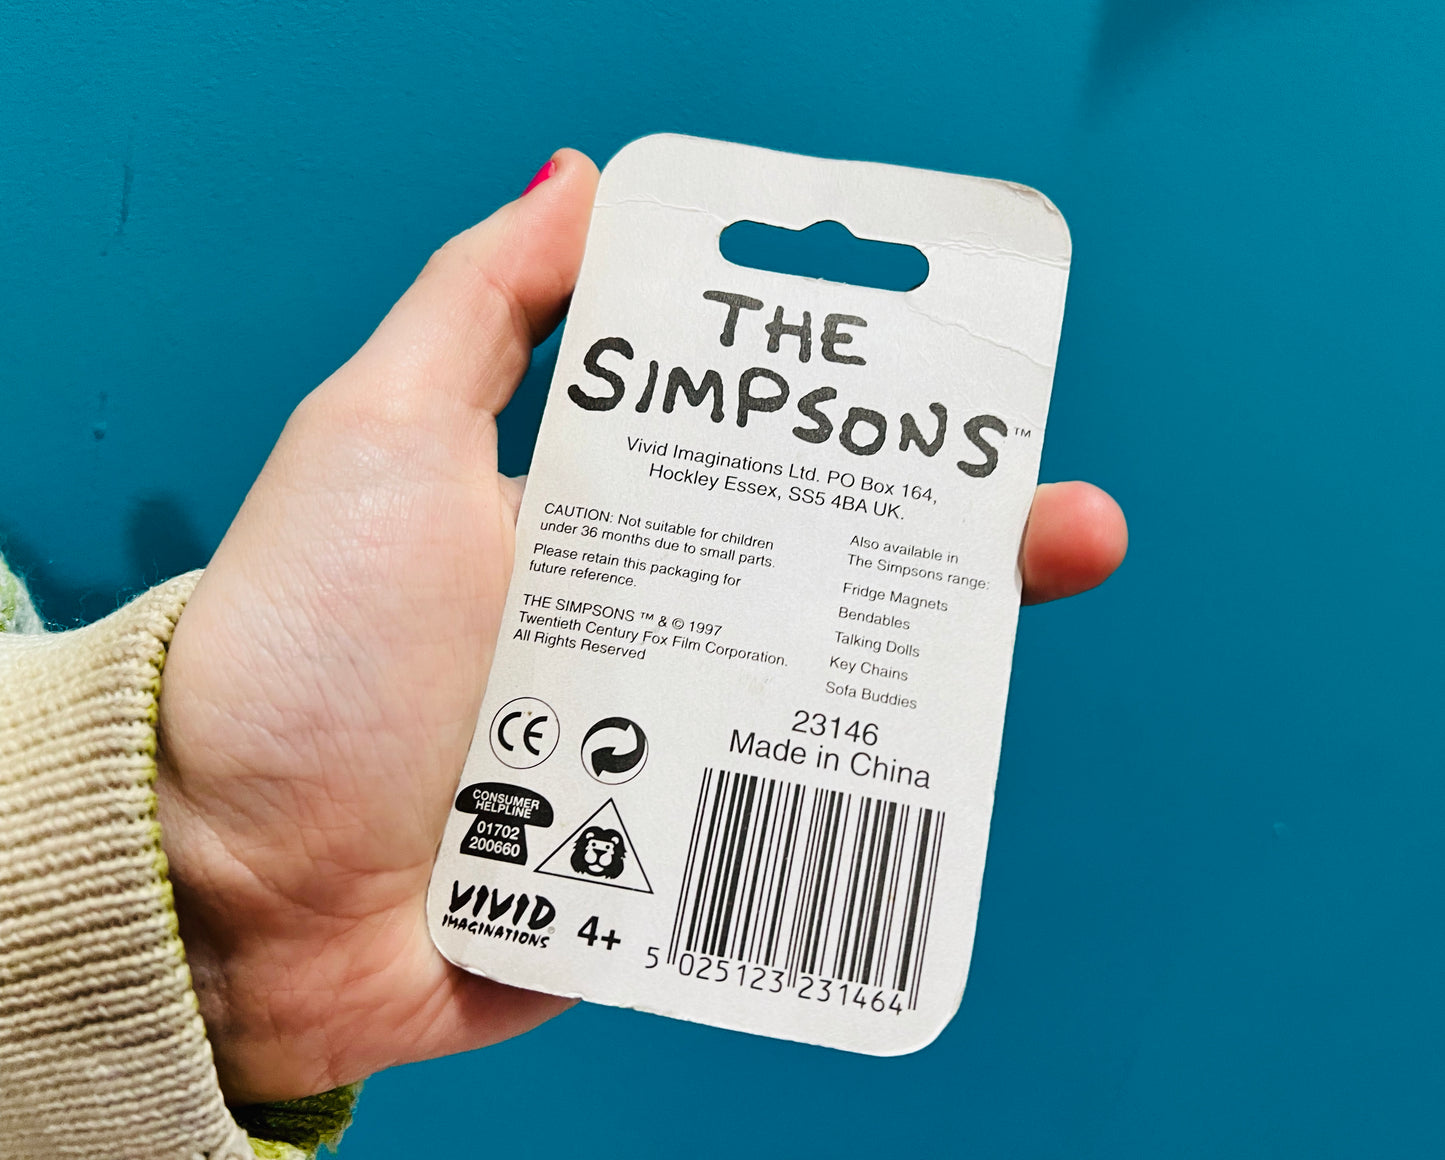 THE
SIMPSONS™
Vivid Imaginations Ltd. PO Box 164,
Hockley Essex, SS5 4BA UK.
CAUTION: Not suitable for children
under 36 months due to small parts.
Please retain this packaging for
future reference.
THE SIMPSONS ™ & © 1997
Twentieth Century Fox Film Corporation.
All Rights Reserved
Also available in
The Simpsons range:
Fridge Magnets
Bendables
Talking Dolls
Key Chains
Sofa Buddies
23146
Made in China
CE
CONSUMER
HELPLINE
01702
200660
VIVID
IMAGINATIONS®
4+
5 025123 231464